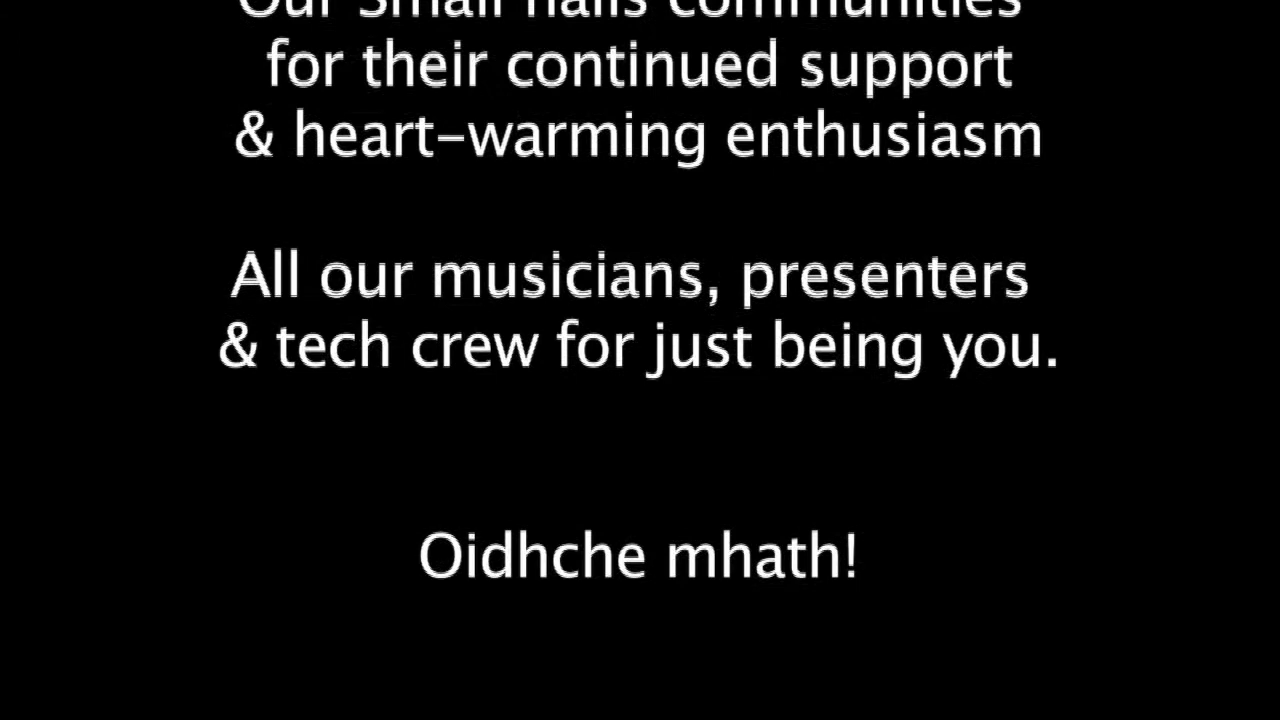 Our Small halls communities
for their continued support
& heart-warming enthusiasm
All our musicians, presenters
& tech crew for just being you.
Oidhche mhath!